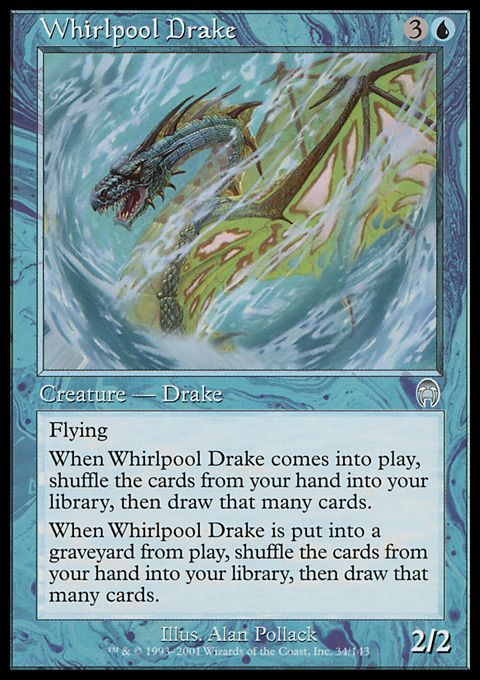 Whirlpool Drake 3
Creature — Drake
Flying
When Whirlpool Drake comes into play,
shuffle the cards from your hand into your
library, then draw that many cards.
When Whirlpool Drake is put into a
graveyard from play, shuffle the cards from
your hand into your library, then draw that
many cards.
Illus. Alan Pollack
2/2
™ & © 1993–2001 Wizards of the Coast, Inc. 34/143